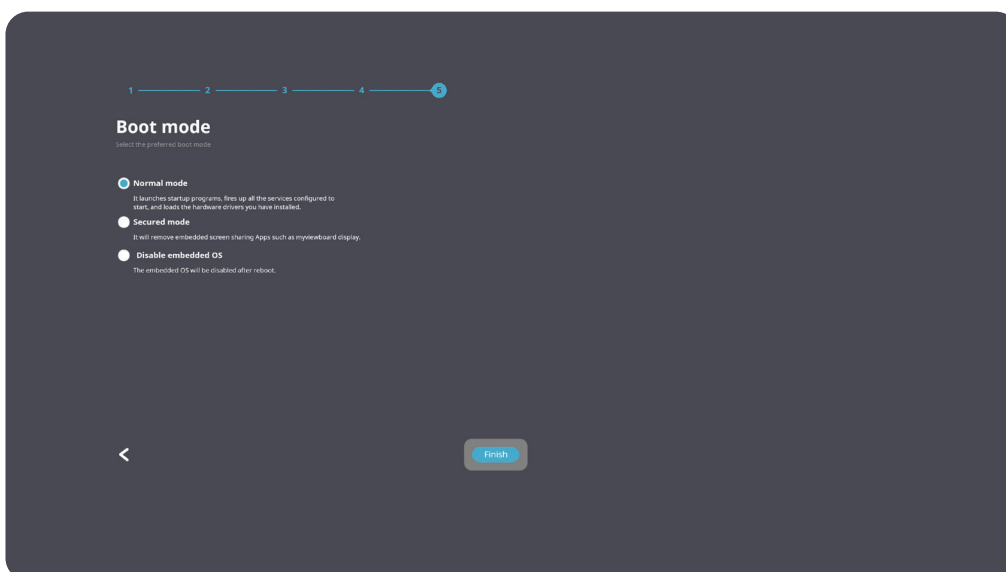 1 2 3 4 5
Boot mode
Select the preferred boot mode
Normal mode
It launches startup programs, fires up all the services configured to
start, and loads the hardware drivers you have installed.
Secured mode
It will remove embedded screen sharing Apps such as myviewboard display.
Disable embedded OS
The embedded OS will be disabled after reboot.
Finish